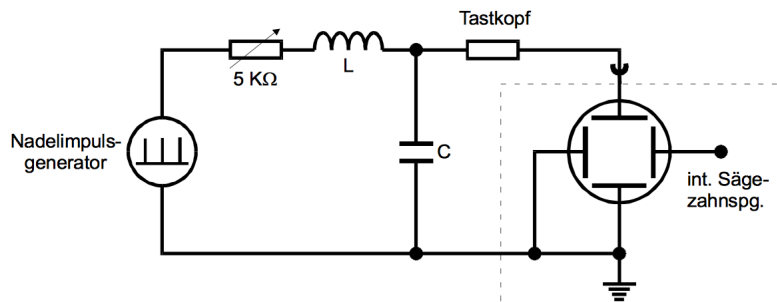 Tastkopf
5 KΩ
L
Nadelimpuls-
generator
C
int. Säge-
zahnspg.